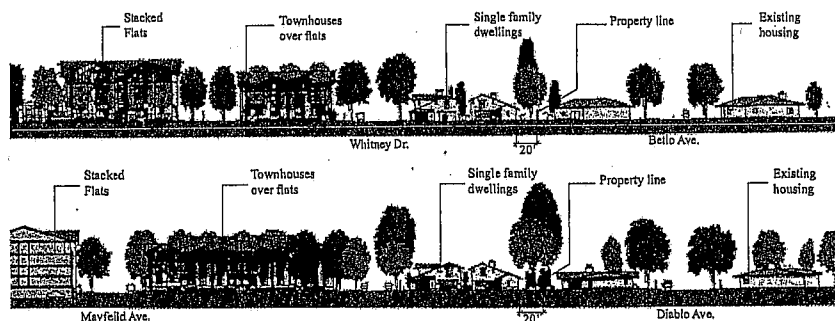 Stacked
Flats
Townhouses
over flats
Single family
dwellings
Property line
Existing
housing
Whitney Dr.
20'
Bello Ave.
Stacked
Flats
Townhouses
over flats
Single family
dwellings
Property line
Existing
housing
Mayfeild Ave.
20'
Diablo Ave.